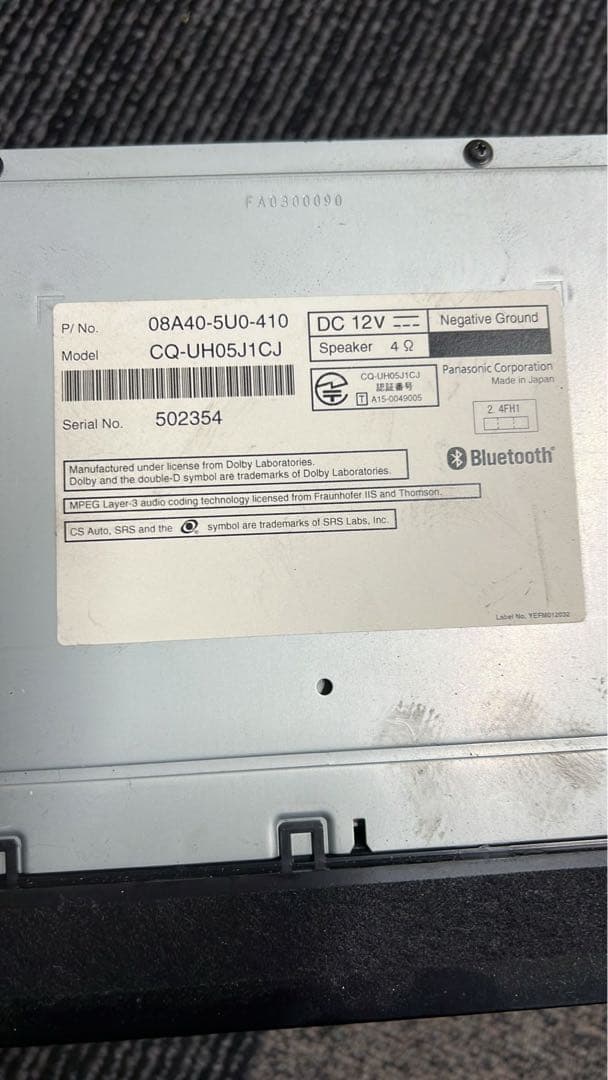 FA0300090
P/ No. 08A40-5U0-410
Model CQ-UH05J1CJ
Serial No. 502354
DC 12V Negative Ground
Speaker 4 Ω
CQ-UH05J1CJ
認証番号
T A15-0049005
Panasonic Corporation
Made in Japan
2.4FH1
Bluetooth®
Manufactured under license from Dolby Laboratories.
Dolby and the double-D symbol are trademarks of Dolby Laboratories.
MPEG Layer-3 audio coding technology licensed from Fraunhofer IIS and Thomson.
CS Auto, SRS and the symbol are trademarks of SRS Labs, Inc.
Label No. YEFM012032